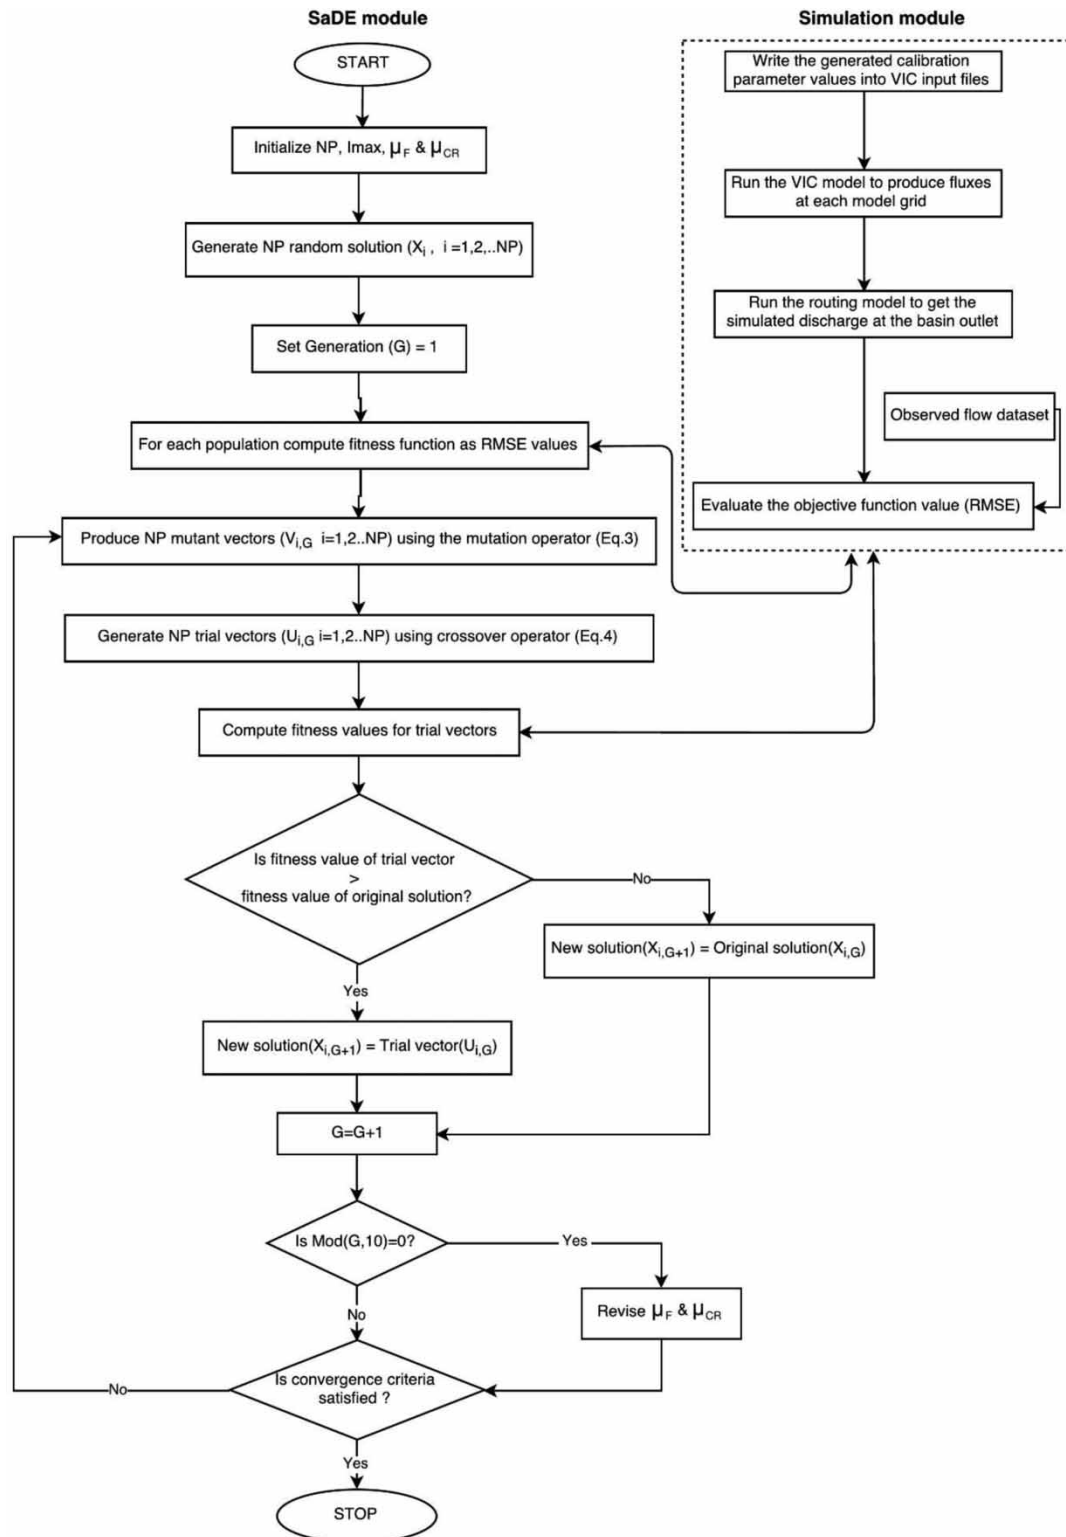 SaDE module
START
Initialize NP, Imax, μF & μCR
Generate NP random solution (Xi , i =1,2,..NP)
Set Generation (G) = 1
For each population compute fitness function as RMSE values
Produce NP mutant vectors (Vi,G i=1,2..NP) using the mutation operator (Eq.3)
Generate NP trial vectors (Ui,G i=1,2..NP) using crossover operator (Eq.4)
Compute fitness values for trial vectors
Is fitness value of trial vector
>
fitness value of original solution?
No
New solution(Xi,G+1) = Original solution(Xi,G)
Yes
New solution(Xi,G+1) = Trial vector(Ui,G)
G=G+1
Is Mod(G,10)=0?
Yes
Revise μF & μCR
No
Is convergence criteria
satisfied ?
No
Yes
STOP
Simulation module
Write the generated calibration
parameter values into VIC input files
Run the VIC model to produce fluxes
at each model grid
Run the routing model to get the
simulated discharge at the basin outlet
Observed flow dataset
Evaluate the objective function value (RMSE)